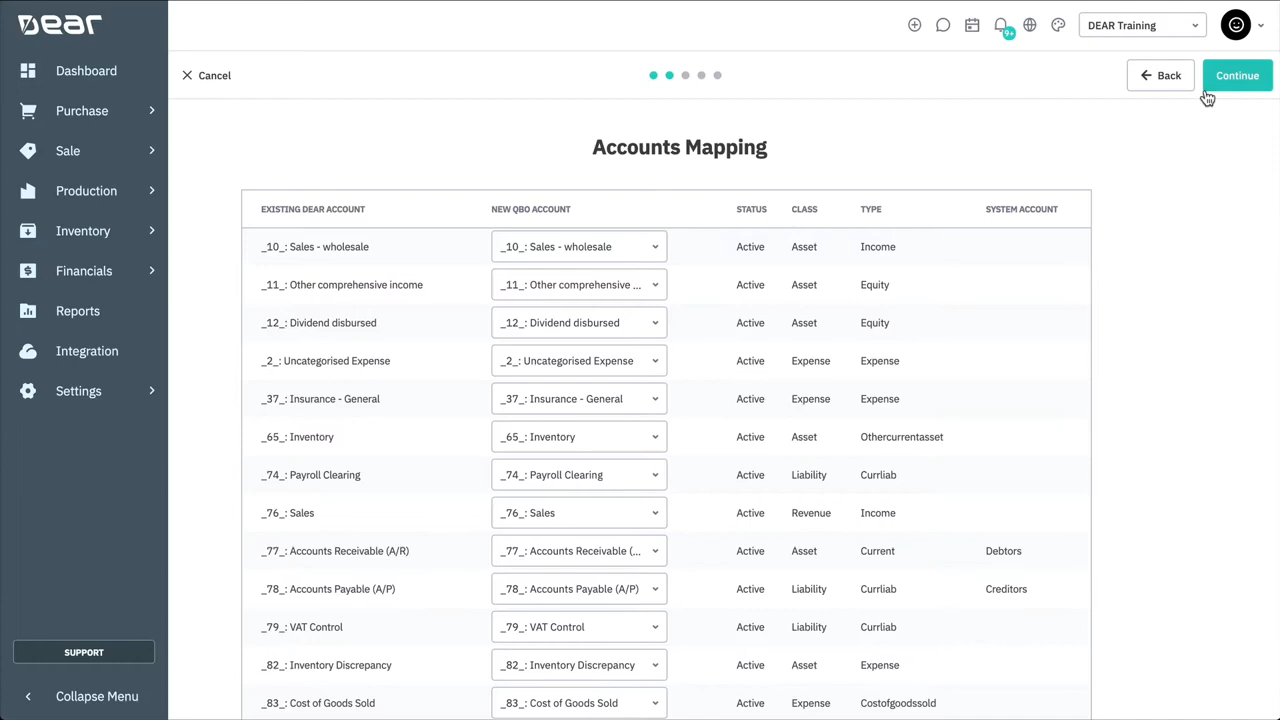 Dear
DEAR Training
9+
Dashboard
Purchase
Sale
Production
Inventory
Financials
Reports
Integration
Settings
SUPPORT
Collapse Menu
Cancel
Back
Continue
Accounts Mapping
EXISTING DEAR ACCOUNT NEW QBO ACCOUNT STATUS CLASS TYPE SYSTEM ACCOUNT
_10_: Sales - wholesale _10_: Sales - wholesale Active Asset Income
_11_: Other comprehensive income _11_: Other comprehensive ... Active Asset Equity
_12_: Dividend disbursed _12_: Dividend disbursed Active Asset Equity
_2_: Uncategorised Expense _2_: Uncategorised Expense Active Expense Expense
_37_: Insurance - General _37_: Insurance - General Active Expense Expense
_65_: Inventory _65_: Inventory Active Asset Othercurrentasset
_74_: Payroll Clearing _74_: Payroll Clearing Active Liability Currliab
_76_: Sales _76_: Sales Active Revenue Income
_77_: Accounts Receivable (A/R) _77_: Accounts Receivable (... Active Asset Current Debtors
_78_: Accounts Payable (A/P) _78_: Accounts Payable (A/P) Active Liability Currliab Creditors
_79_: VAT Control _79_: VAT Control Active Liability Currliab
_82_: Inventory Discrepancy _82_: Inventory Discrepancy Active Asset Expense
_83_: Cost of Goods Sold _83_: Cost of Goods Sold Active Expense Costofgoodssold